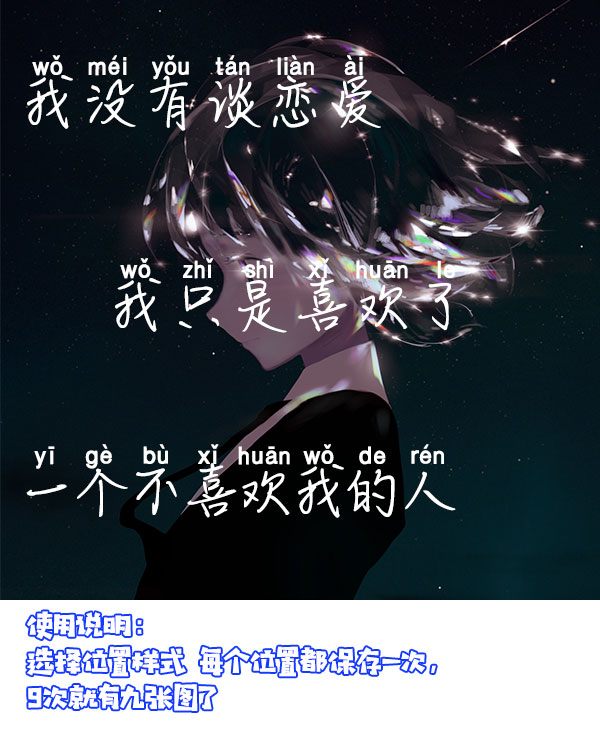 wǒ méi yǒu tán liàn ài
我没有谈恋爱
wǒ zhǐ shì xǐ huān le
我只是喜欢了
yī gè bù xǐ huān wǒ de rén
一个不喜欢我的人
使用说明：
选择位置样式 每个位置都保存一次，
9次就有九张图了